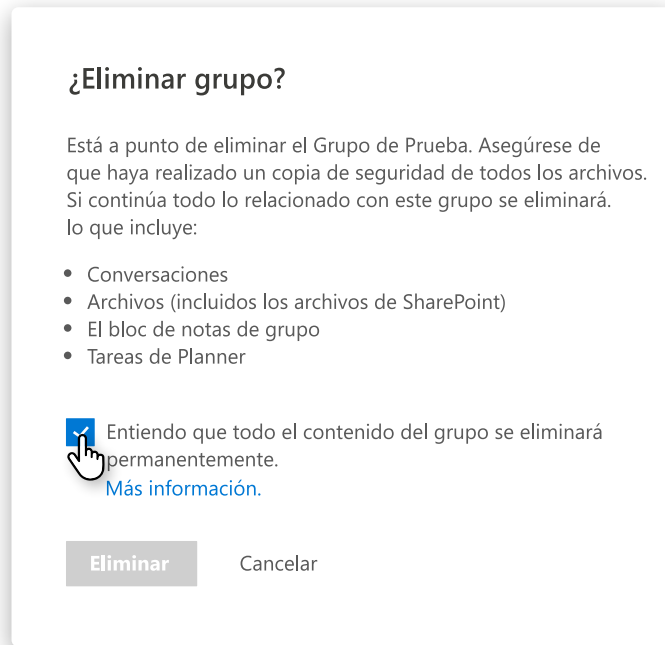 ¿Eliminar grupo?
Está a punto de eliminar el Grupo de Prueba. Asegúrese de
que haya realizado un copia de seguridad de todos los archivos.
Si continúa todo lo relacionado con este grupo se eliminará.
lo que incluye:
• Conversaciones
• Archivos (incluidos los archivos de SharePoint)
• El bloc de notas de grupo
• Tareas de Planner
Entiendo que todo el contenido del grupo se eliminará
permanentemente.
Más información.
Eliminar Cancelar